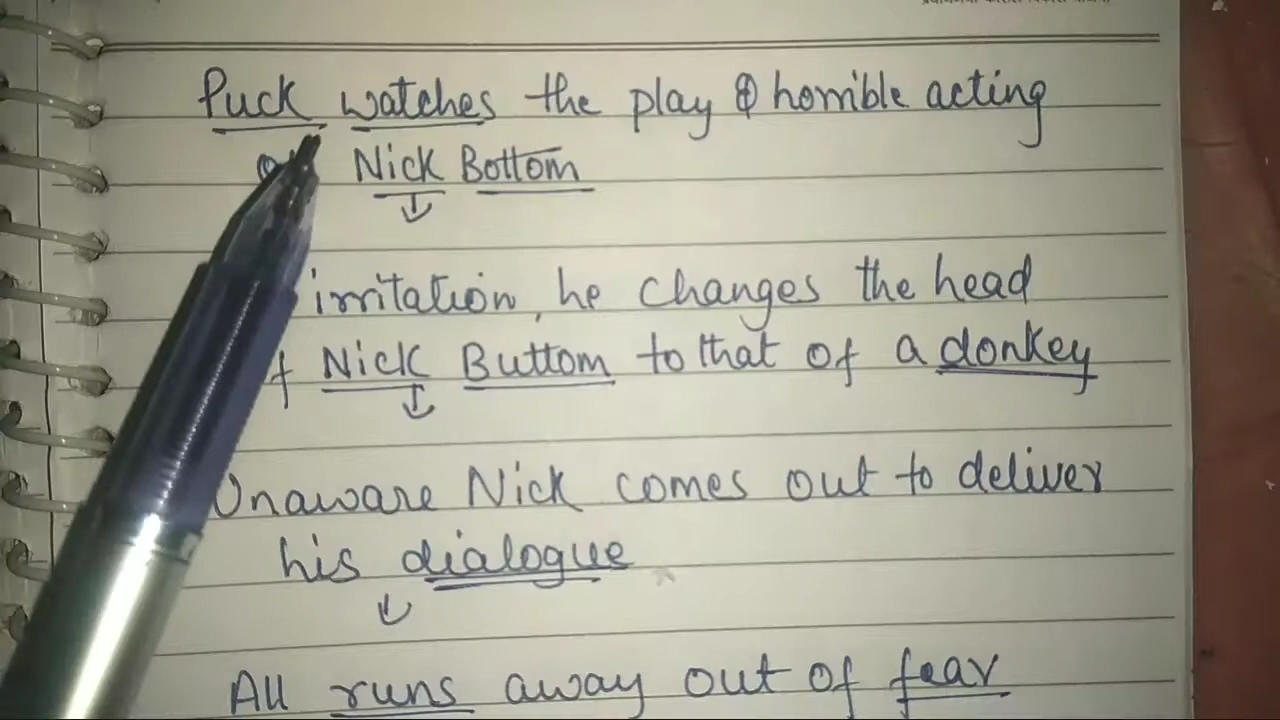 Puck watches the play & horrible acting
Nick Bottom
↓
irritation, he changes the head
Nick Buttom to that of a donkey
↓
Unaware Nick comes out to deliver
his dialogue
↓
All runs away out of fear